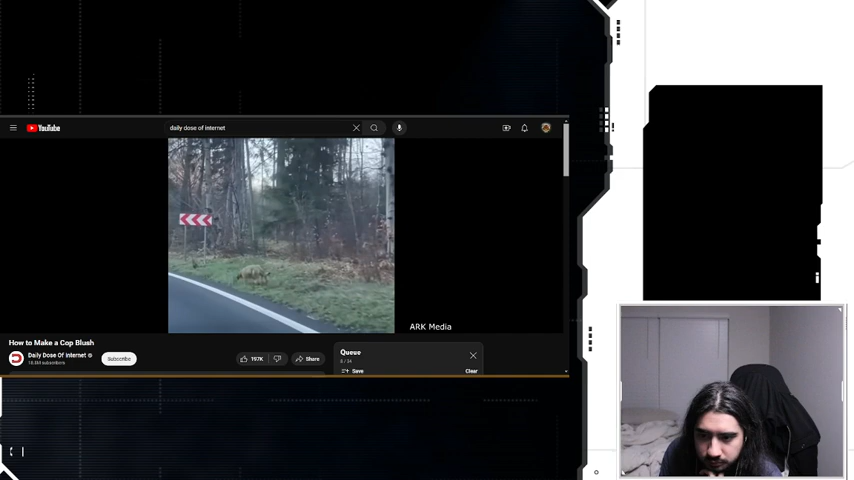 YouTube
daily dose of internet
ARK Media
How to Make a Cop Blush
Daily Dose Of Internet
Subscribe
197K
Share
Queue
Save
Clear